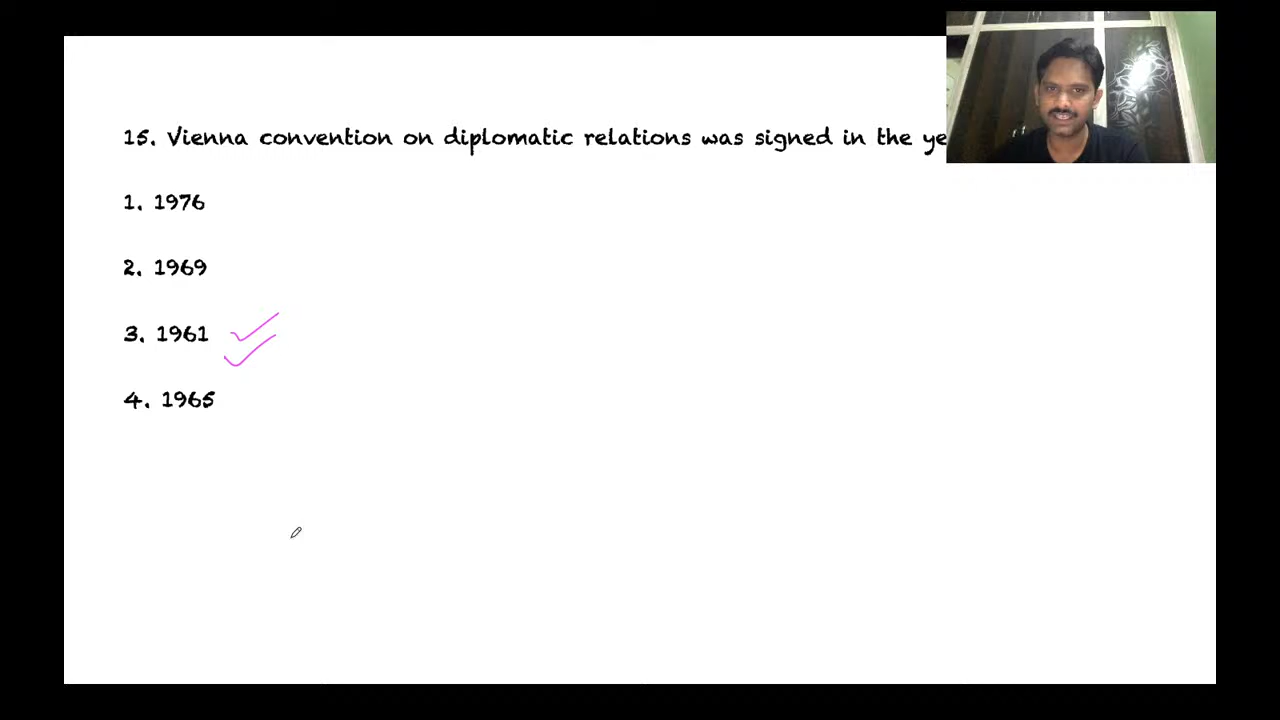 15. Vienna convention on diplomatic relations was signed in the ye
1. 1976
2. 1969
3. 1961
4. 1965